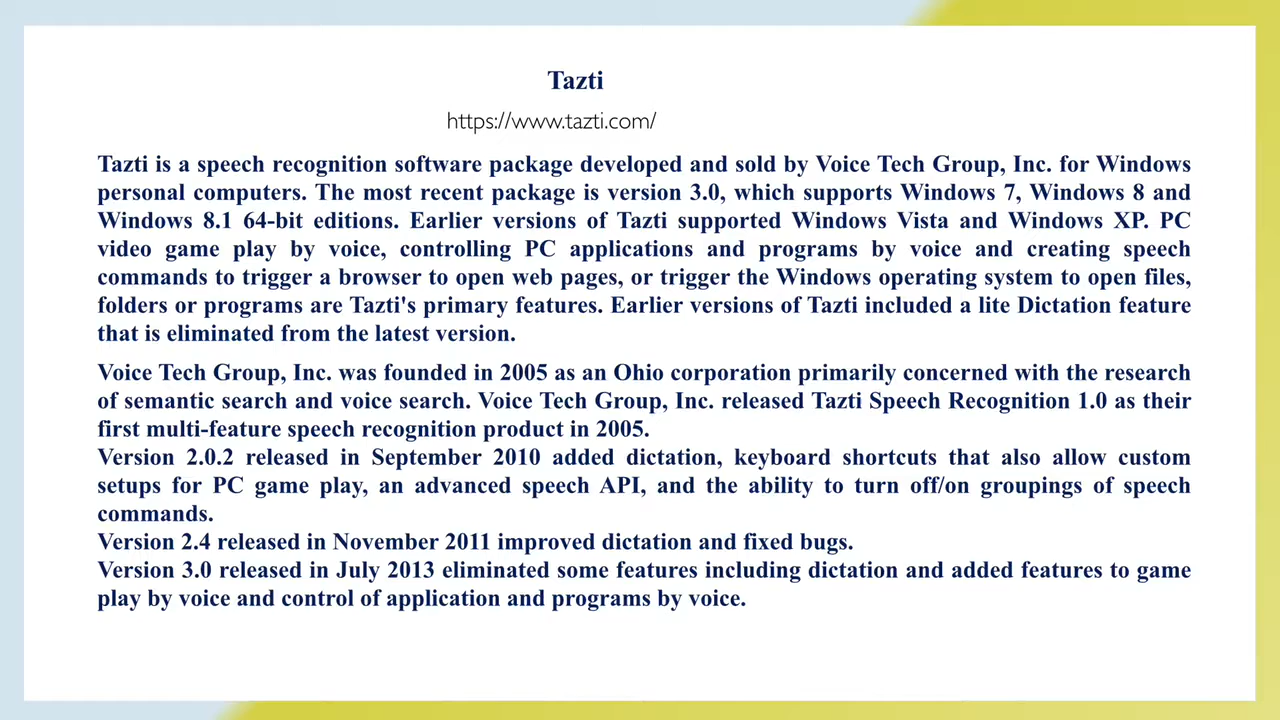 Tazti
https://www.tazti.com/
Tazti is a speech recognition software package developed and sold by Voice Tech Group, Inc. for Windows
personal computers. The most recent package is version 3.0, which supports Windows 7, Windows 8 and
Windows 8.1 64-bit editions. Earlier versions of Tazti supported Windows Vista and Windows XP. PC
video game play by voice, controlling PC applications and programs by voice and creating speech
commands to trigger a browser to open web pages, or trigger the Windows operating system to open files,
folders or programs are Tazti's primary features. Earlier versions of Tazti included a lite Dictation feature
that is eliminated from the latest version.
Voice Tech Group, Inc. was founded in 2005 as an Ohio corporation primarily concerned with the research
of semantic search and voice search. Voice Tech Group, Inc. released Tazti Speech Recognition 1.0 as their
first multi-feature speech recognition product in 2005.
Version 2.0.2 released in September 2010 added dictation, keyboard shortcuts that also allow custom
setups for PC game play, an advanced speech API, and the ability to turn off/on groupings of speech
commands.
Version 2.4 released in November 2011 improved dictation and fixed bugs.
Version 3.0 released in July 2013 eliminated some features including dictation and added features to game
play by voice and control of application and programs by voice.